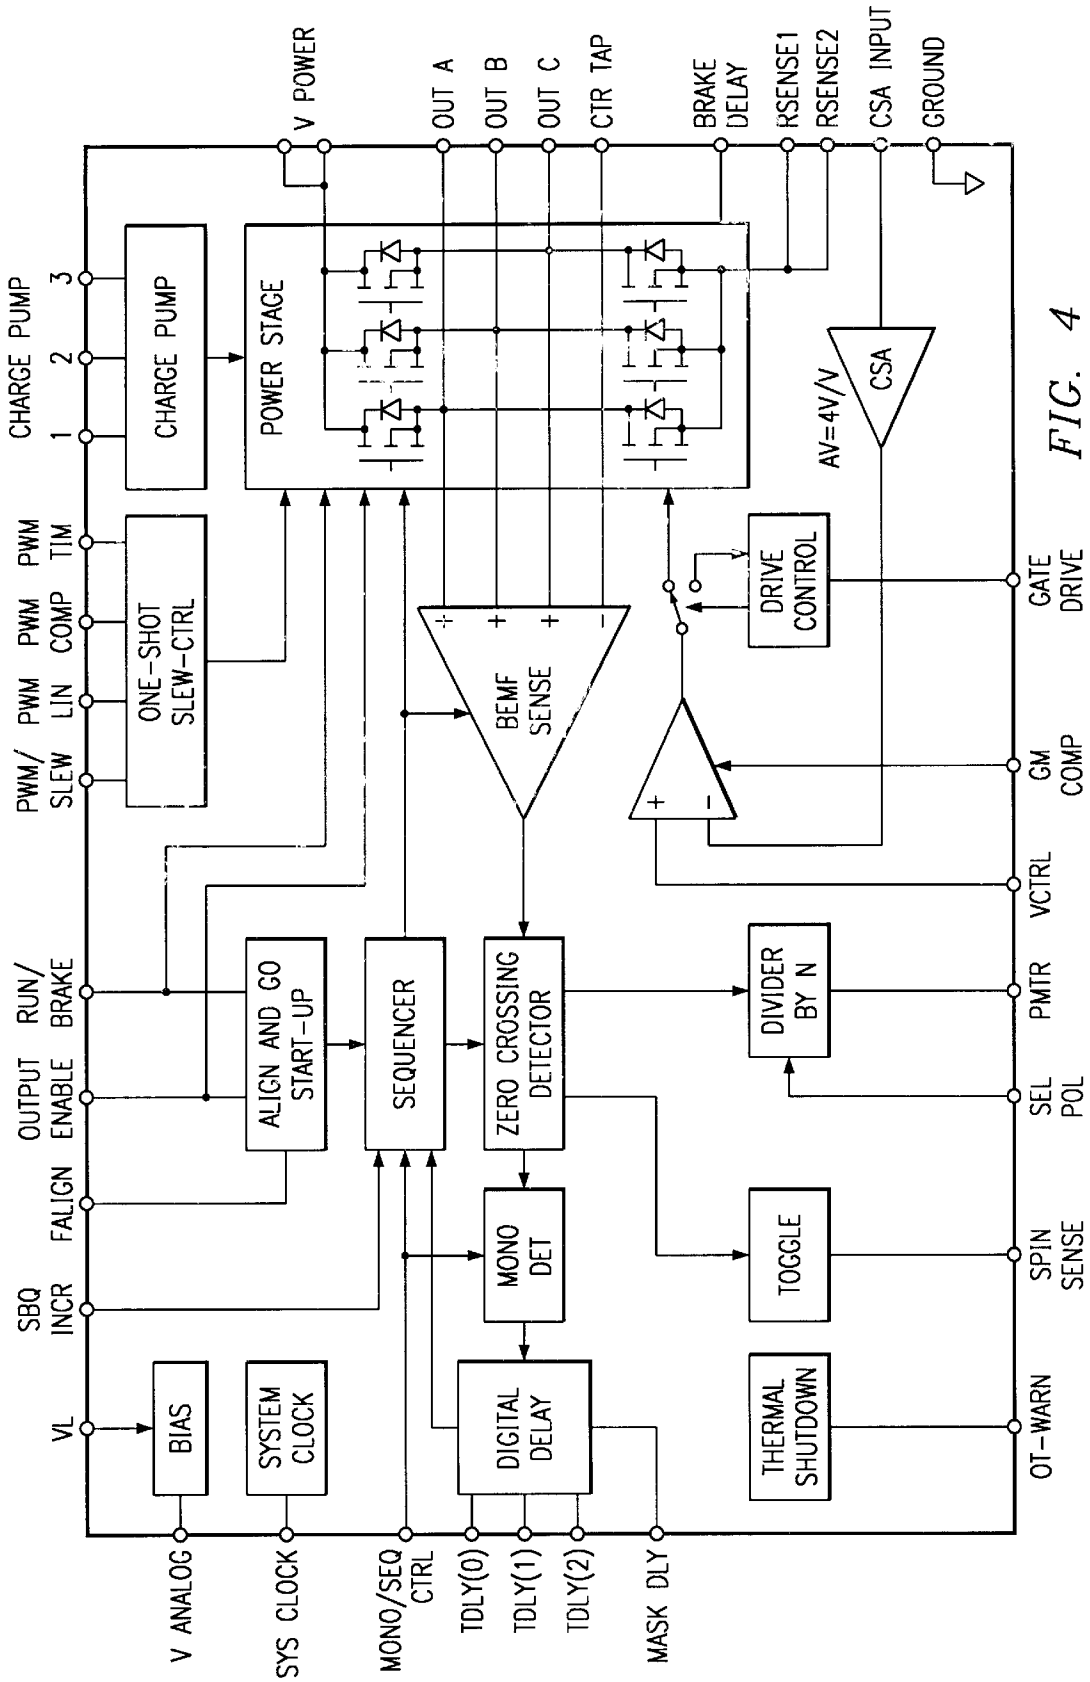 VL
SBQ
INCR
FALIGN
OUTPUT
ENABLE
RUN/
BRAKE
PWM/
SLEW
PWM
LIN
PWM
COMP
PWM
TIM
CHARGE PUMP
1
2
3
V ANALOG
BIAS
ONE-SHOT
SLEW-CTRL
CHARGE PUMP
SYS CLOCK
SYSTEM
CLOCK
ALIGN AND GO
START-UP
POWER STAGE
V POWER
MONO/SEQ
CTRL
SEQUENCER
OUT A
TDLY(0)
TDLY(1)
TDLY(2)
DIGITAL
DELAY
MONO
DET
ZERO CROSSING
DETECTOR
BEMF
SENSE
+
+
+
−
OUT B
OUT C
CTR TAP
MASK DLY
+
−
BRAKE
DELAY
THERMAL
SHUTDOWN
TOGGLE
DIVIDER
BY N
DRIVE
CONTROL
RSENSE1
RSENSE2
AV=4V/V
CSA
CSA INPUT
GROUND
OT-WARN
SPIN
SENSE
SEL
POL
PMTR
VCTRL
GM
COMP
GATE
DRIVE
FIG. 4